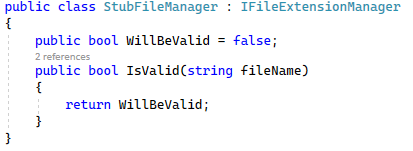 public class StubFileManager : IFileExtensionManager
{
public bool WillBeValid = false;
2 references
public bool IsValid(string fileName)
{
return WillBeValid;
}
}